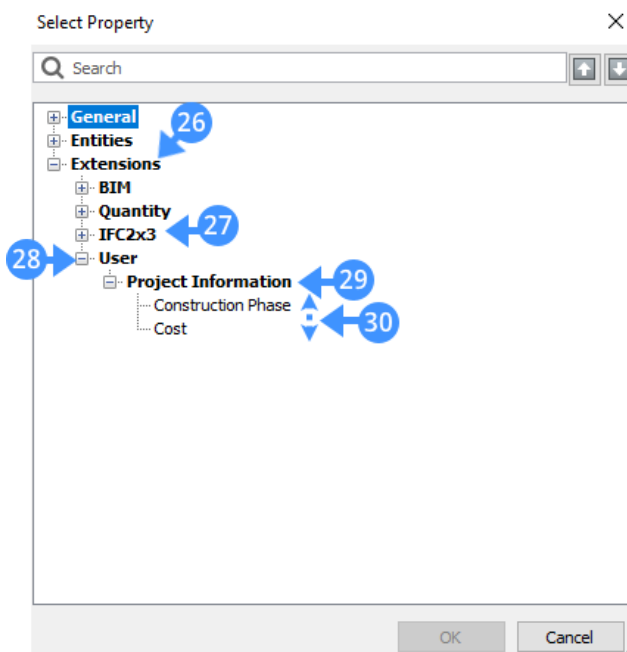 Select Property
Search
General
26
Entities
Extensions
BIM
Quantity
IFC2x3
27
28
User
Project Information
29
Construction Phase
30
Cost
OK
Cancel